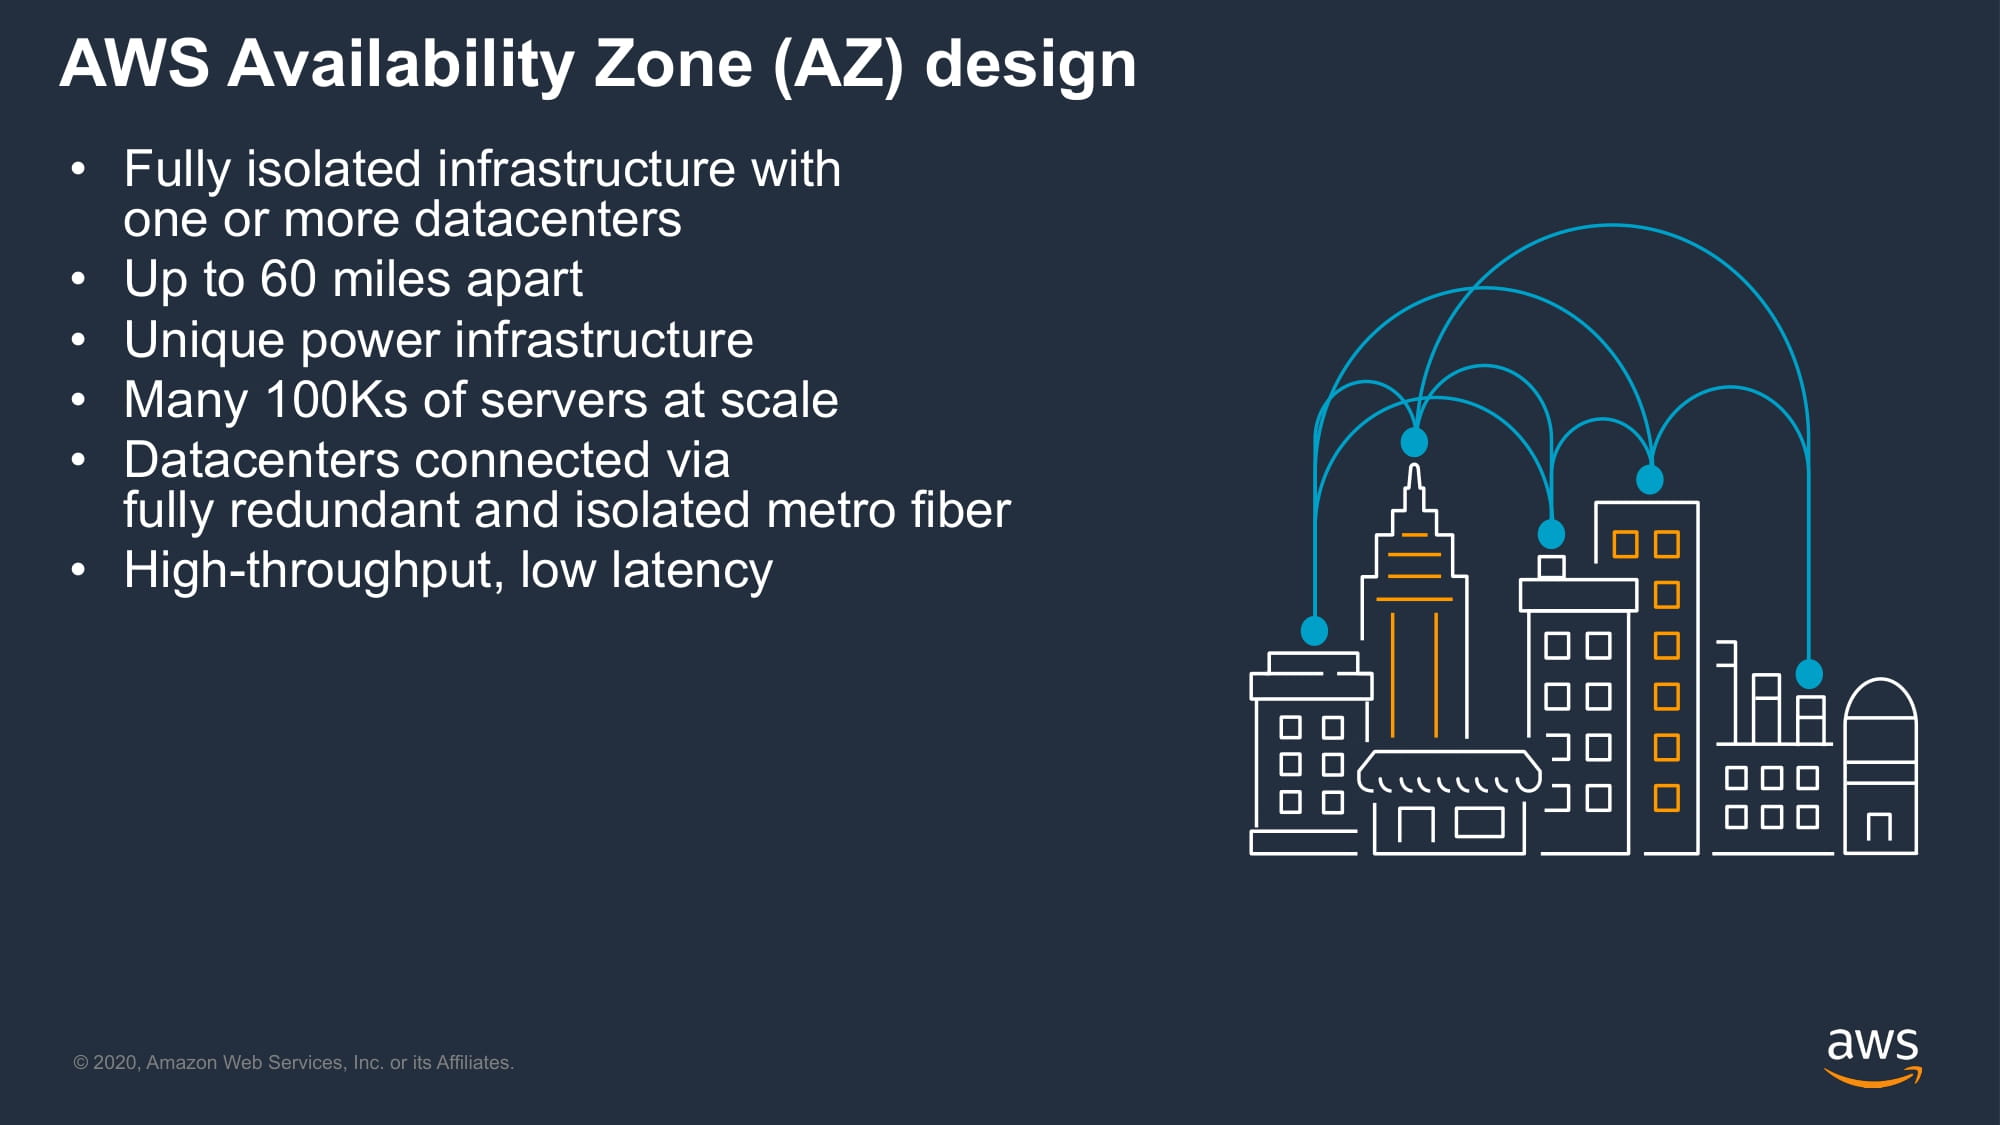 AWS Availability Zone (AZ) design
• Fully isolated infrastructure with
one or more datacenters
• Up to 60 miles apart
• Unique power infrastructure
• Many 100Ks of servers at scale
• Datacenters connected via
fully redundant and isolated metro fiber
• High-throughput, low latency
© 2020, Amazon Web Services, Inc. or its Affiliates.
aws